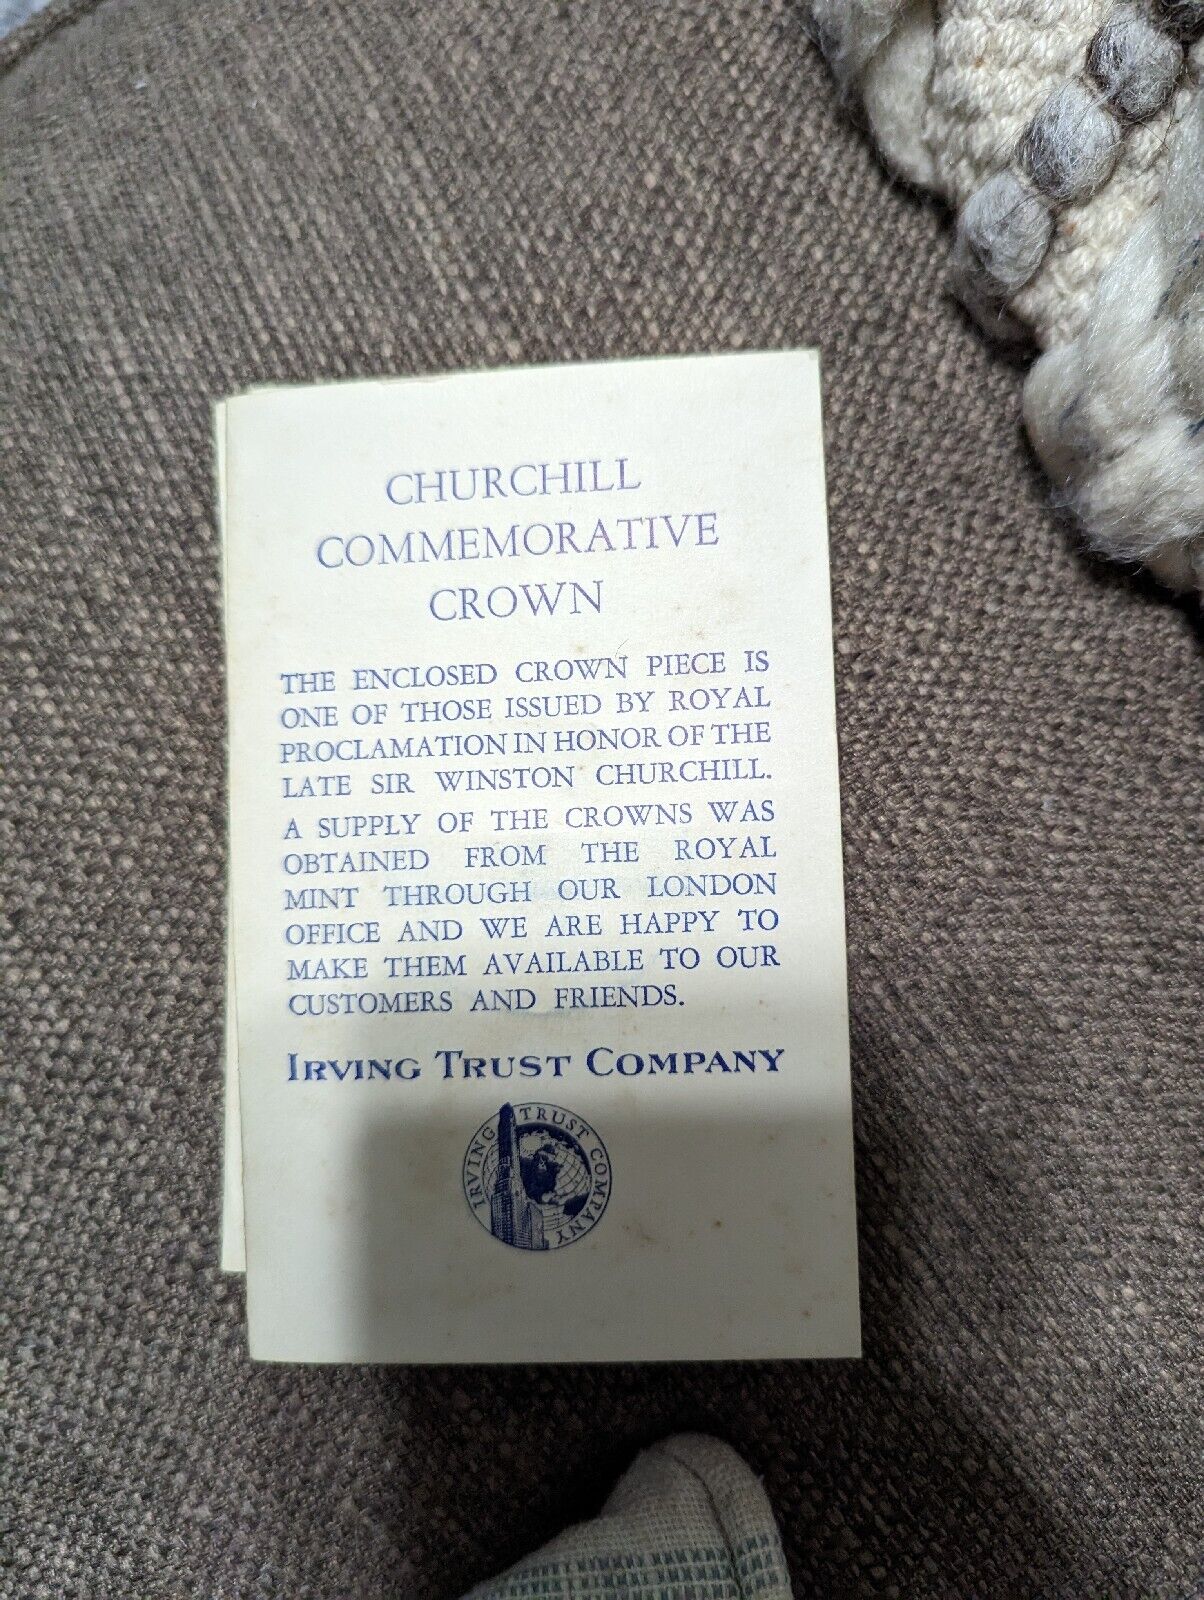 CHURCHILL
COMMEMORATIVE
CROWN
THE ENCLOSED CROWN PIECE IS
ONE OF THOSE ISSUED BY ROYAL
PROCLAMATION IN HONOR OF THE
LATE SIR WINSTON CHURCHILL.
A SUPPLY OF THE CROWNS WAS
OBTAINED FROM THE ROYAL
MINT THROUGH OUR LONDON
OFFICE AND WE ARE HAPPY TO
MAKE THEM AVAILABLE TO OUR
CUSTOMERS AND FRIENDS.
IRVING TRUST COMPANY
IRVING TRUST COMPANY